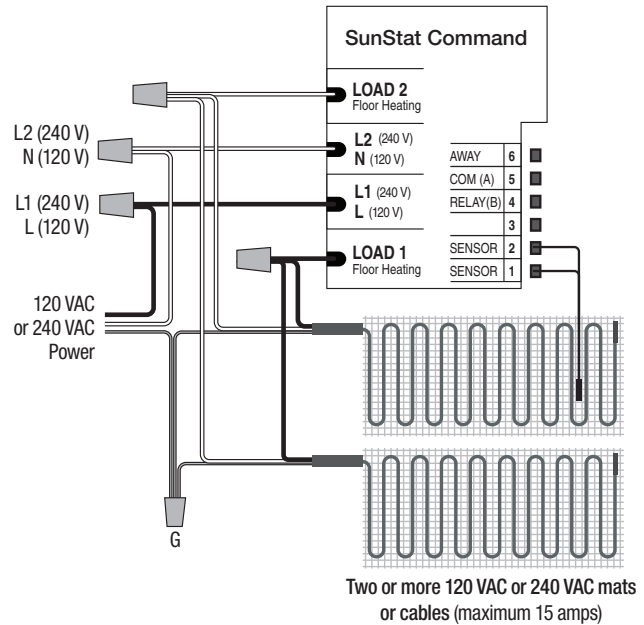 SunStat Command
LOAD 2
Floor Heating
L2 (240 V)
N (120 V)
L2 (240 V)
N (120 V)
L1 (240 V)
L (120 V)
L1 (240 V)
L (120 V)
LOAD 1
Floor Heating
AWAY 6
COM (A) 5
RELAY(B) 4
3
SENSOR 2
SENSOR 1
120 VAC
or 240 VAC
Power
G
Two or more 120 VAC or 240 VAC mats
or cables (maximum 15 amps)